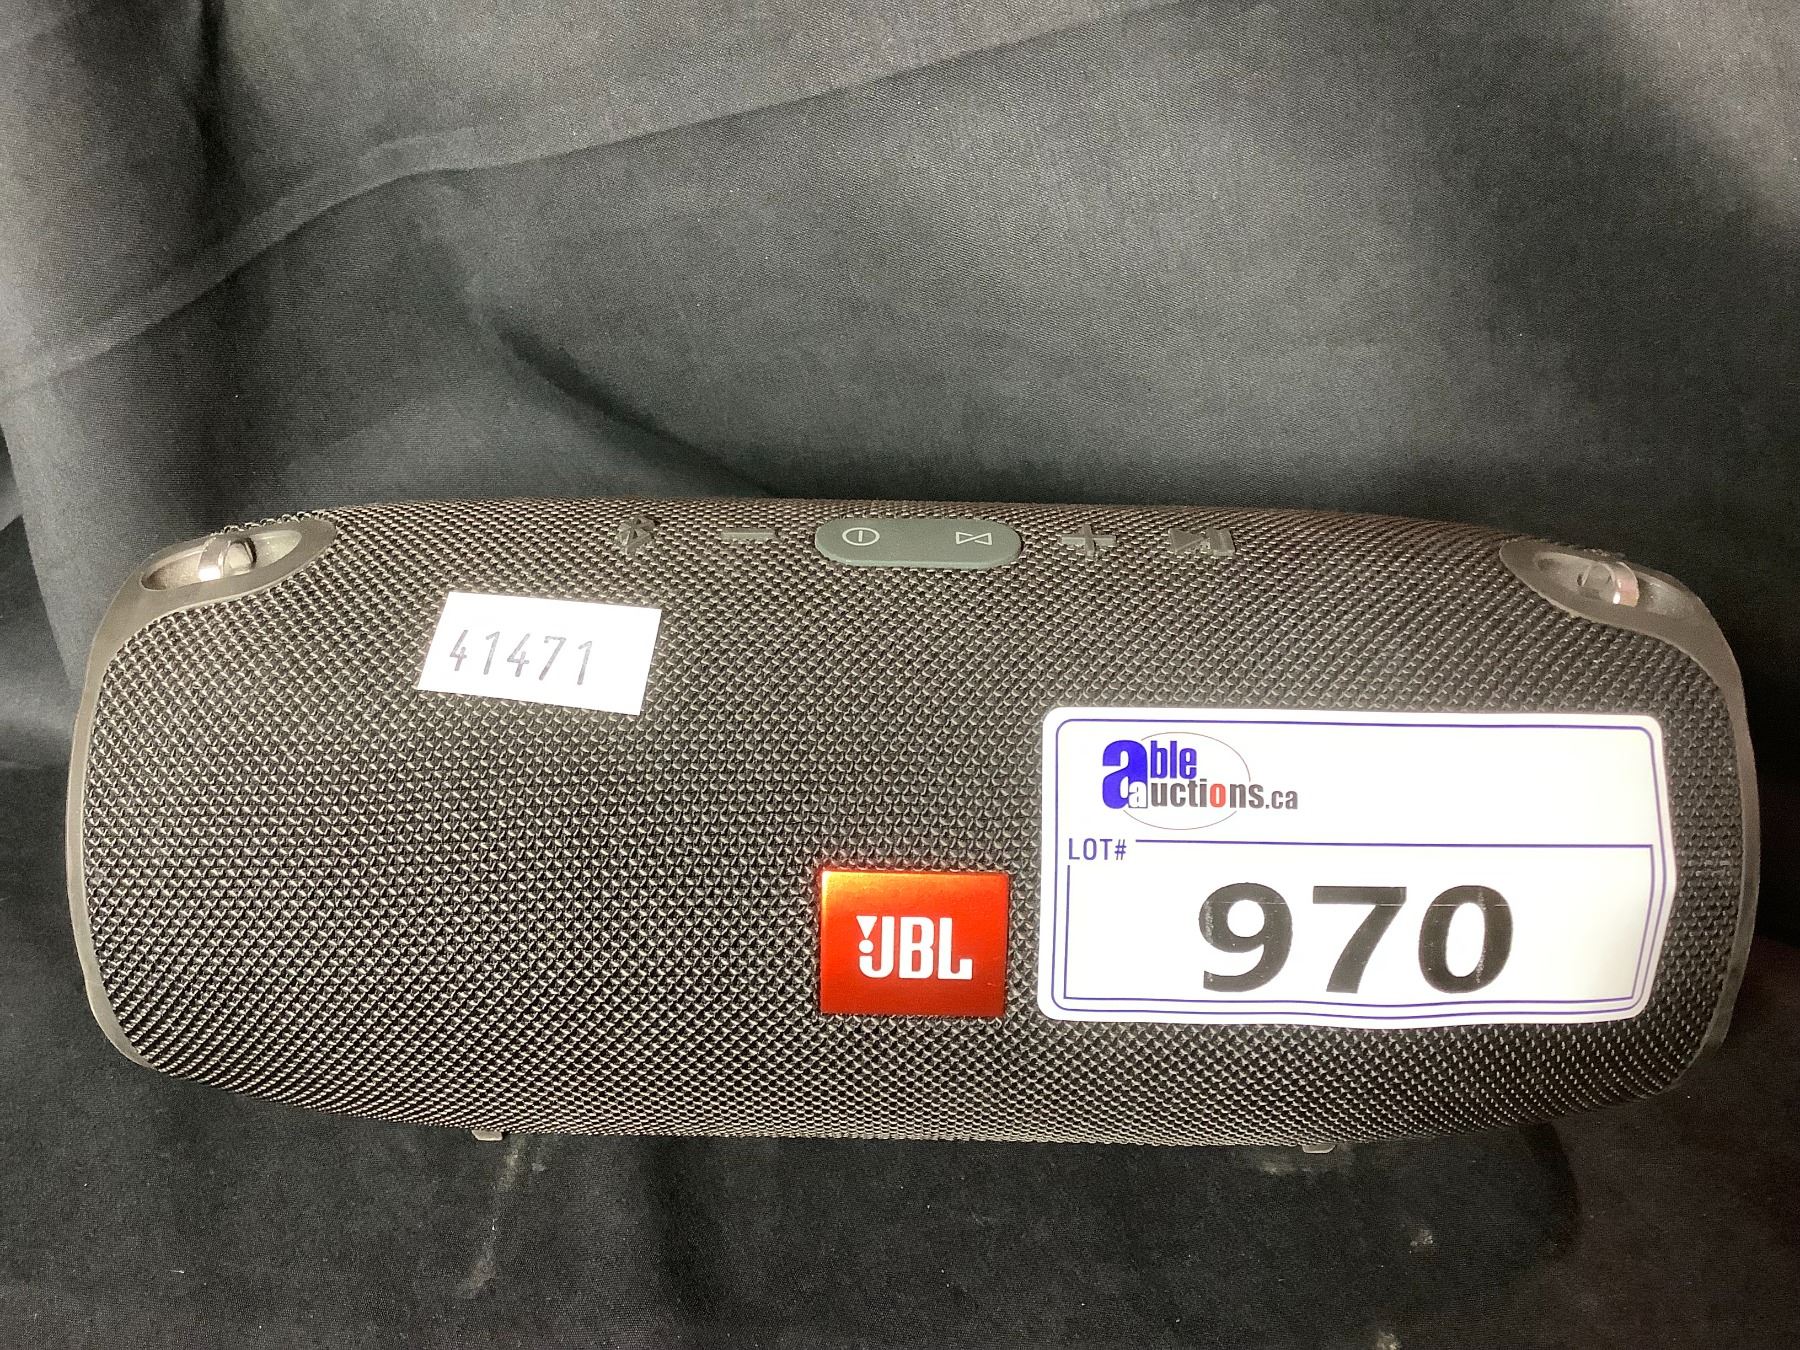 41471
able
auctions.ca
LOT#
970
JBL